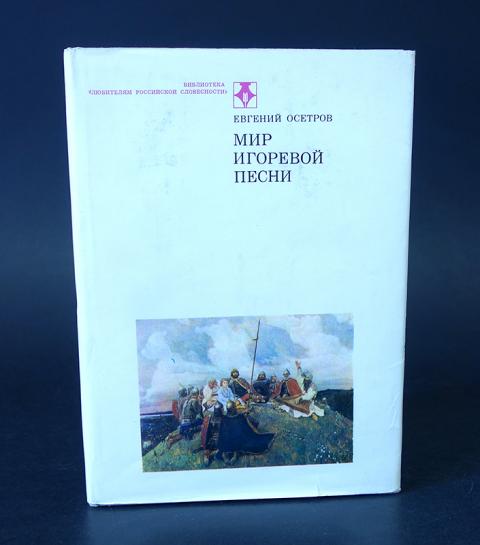 БИБЛИОТЕКА
«ЛЮБИТЕЛЯМ РОССИЙСКОЙ СЛОВЕСНОСТИ»
ЕВГЕНИЙ ОСЕТРОВ
МИР
ИГОРЕВОЙ
ПЕСНИ